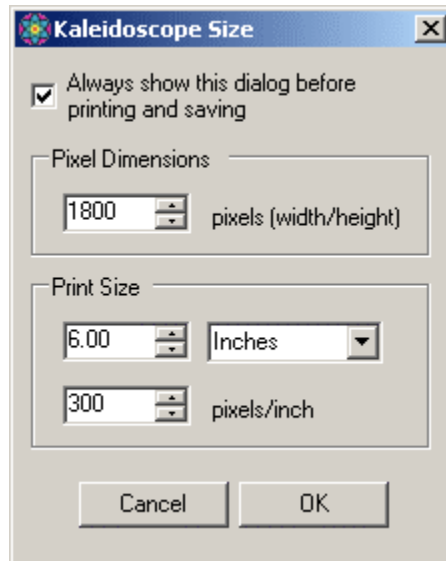 Kaleidoscope Size
Always show this dialog before
printing and saving
Pixel Dimensions
1800 pixels (width/height)
Print Size
6.00 Inches
300 pixels/inch
Cancel OK